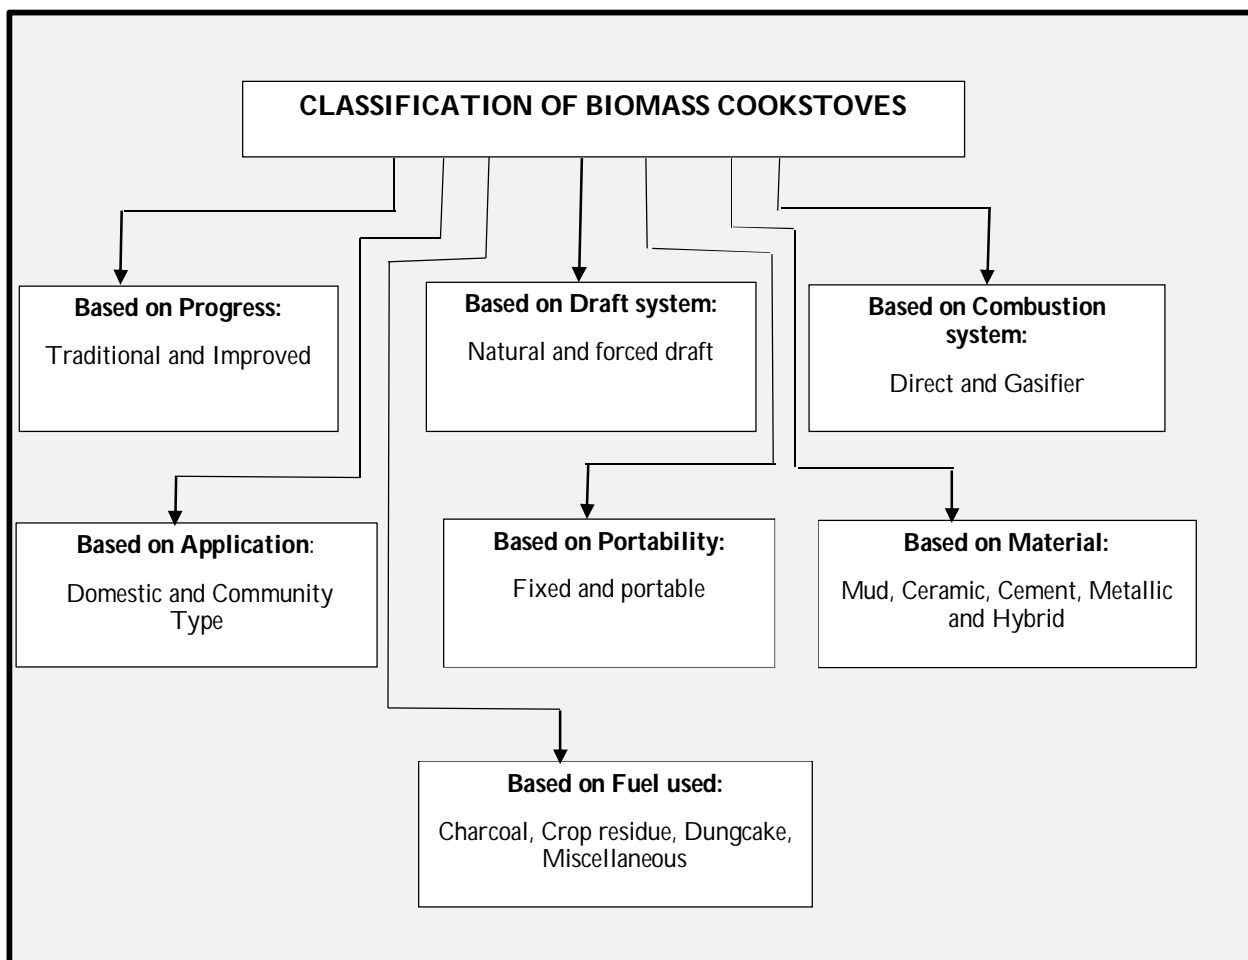 CLASSIFICATION OF BIOMASS COOKSTOVES
Based on Progress:
Traditional and Improved
Based on Draft system:
Natural and forced draft
Based on Combustion
system:
Direct and Gasifier
Based on Application:
Domestic and Community
Type
Based on Portability:
Fixed and portable
Based on Material:
Mud, Ceramic, Cement, Metallic
and Hybrid
Based on Fuel used:
Charcoal, Crop residue, Dungcake,
Miscellaneous